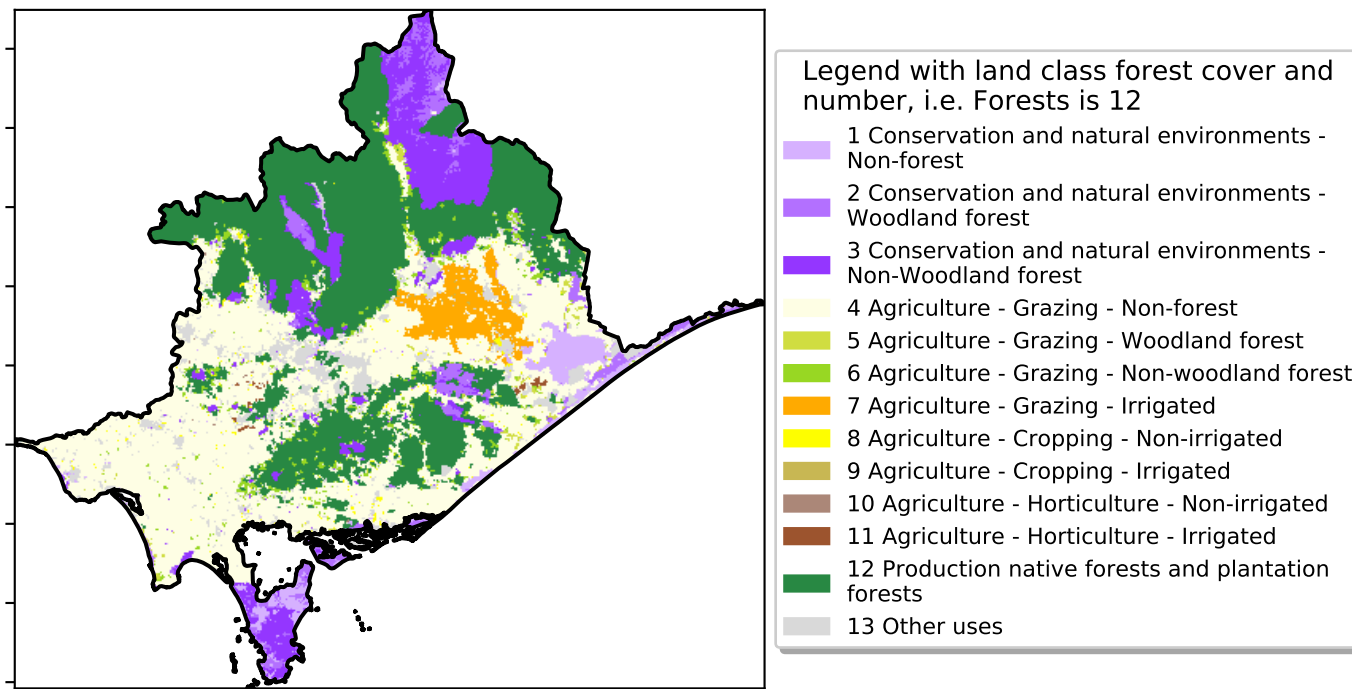 Legend with land class forest cover and
number, i.e. Forests is 12
1 Conservation and natural environments -
Non-forest
2 Conservation and natural environments -
Woodland forest
3 Conservation and natural environments -
Non-Woodland forest
4 Agriculture - Grazing - Non-forest
5 Agriculture - Grazing - Woodland forest
6 Agriculture - Grazing - Non-woodland forest
7 Agriculture - Grazing - Irrigated
8 Agriculture - Cropping - Non-irrigated
9 Agriculture - Cropping - Irrigated
10 Agriculture - Horticulture - Non-irrigated
11 Agriculture - Horticulture - Irrigated
12 Production native forests and plantation
forests
13 Other uses